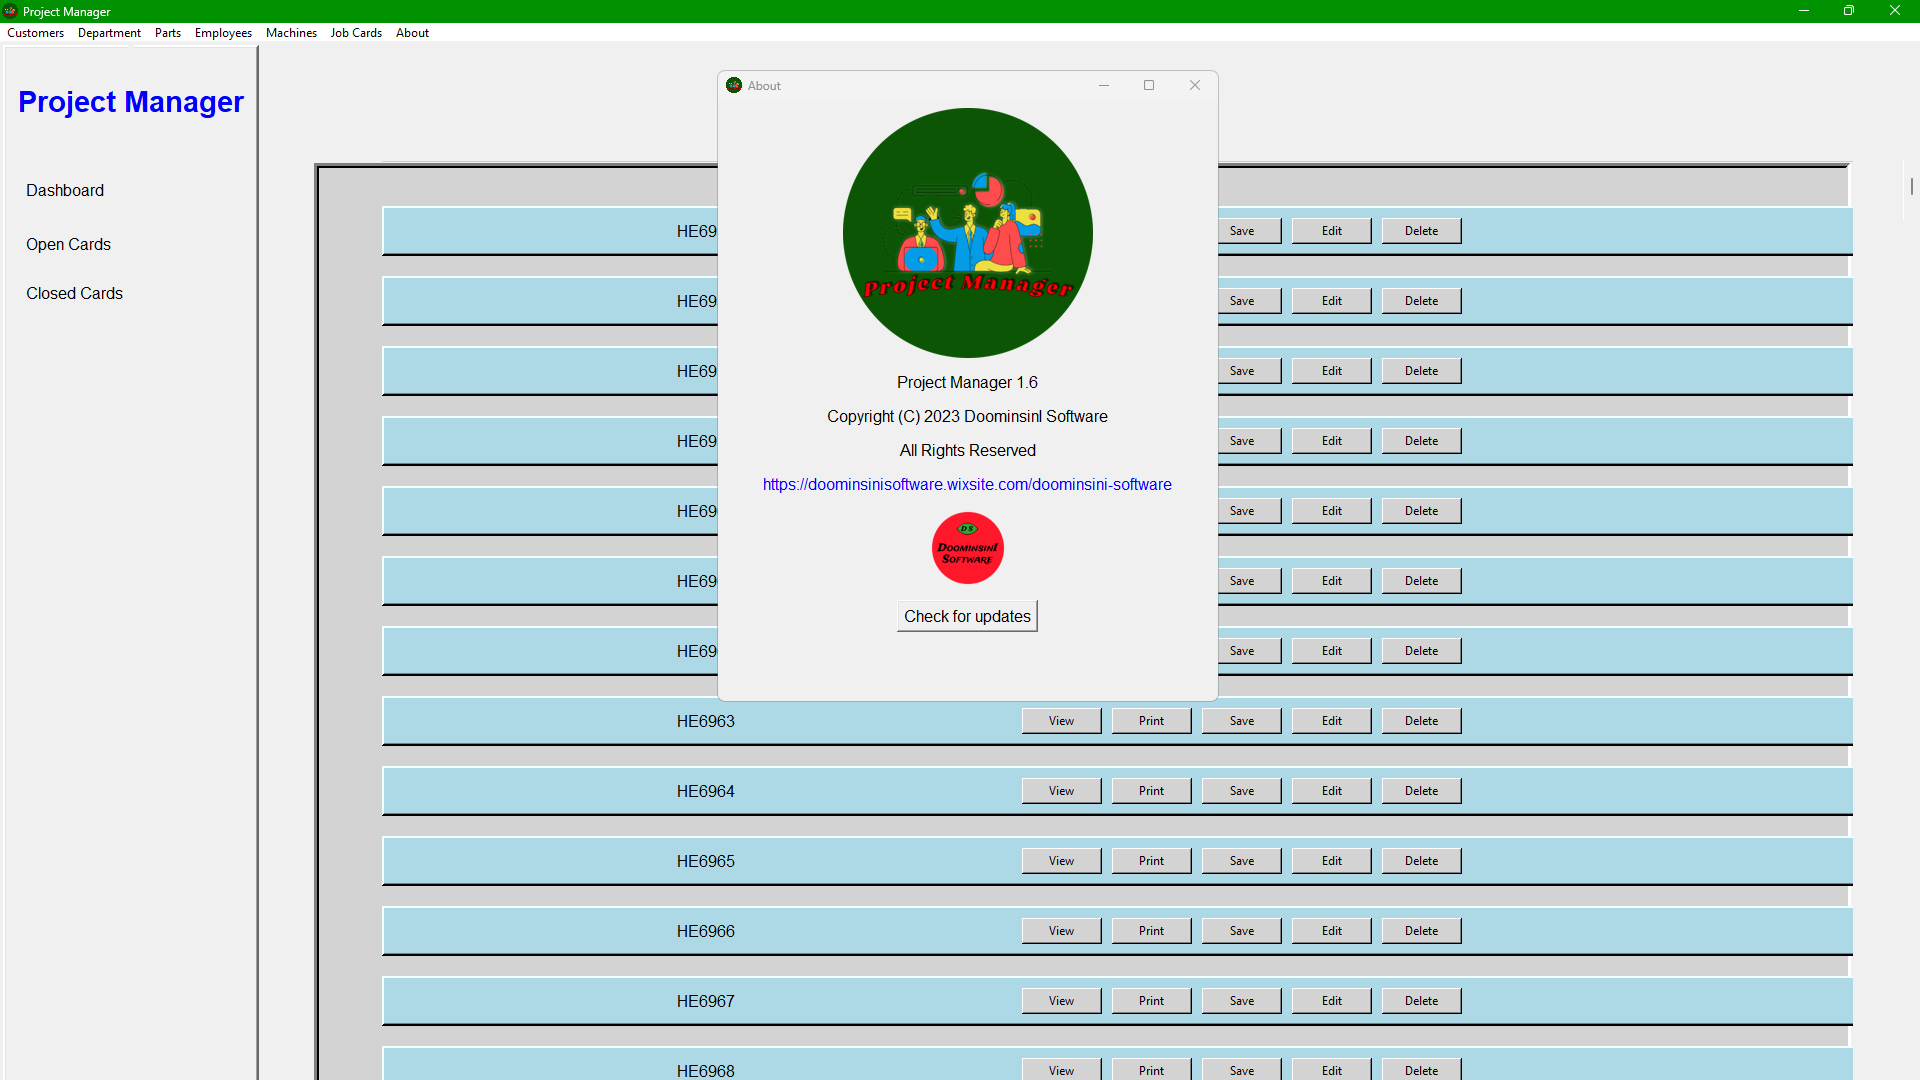 Project Manager
Customers Department Parts Employees Machines Job Cards About
Project Manager
Dashboard
Open Cards
Closed Cards
About
Project Manager
Project Manager 1.6
Copyright (C) 2023 DoominsinI Software
All Rights Reserved
https://doominsinisoftware.wixsite.com/doominsini-software
DS
DOOMINSINI
SOFTWARE
Check for updates
HE69 Save Edit Delete
HE69 Save Edit Delete
HE69 Save Edit Delete
HE69 Save Edit Delete
HE69 Save Edit Delete
HE69 Save Edit Delete
HE69 Save Edit Delete
HE6963 View Print Save Edit Delete
HE6964 View Print Save Edit Delete
HE6965 View Print Save Edit Delete
HE6966 View Print Save Edit Delete
HE6967 View Print Save Edit Delete
HE6968 View Print Save Edit Delete